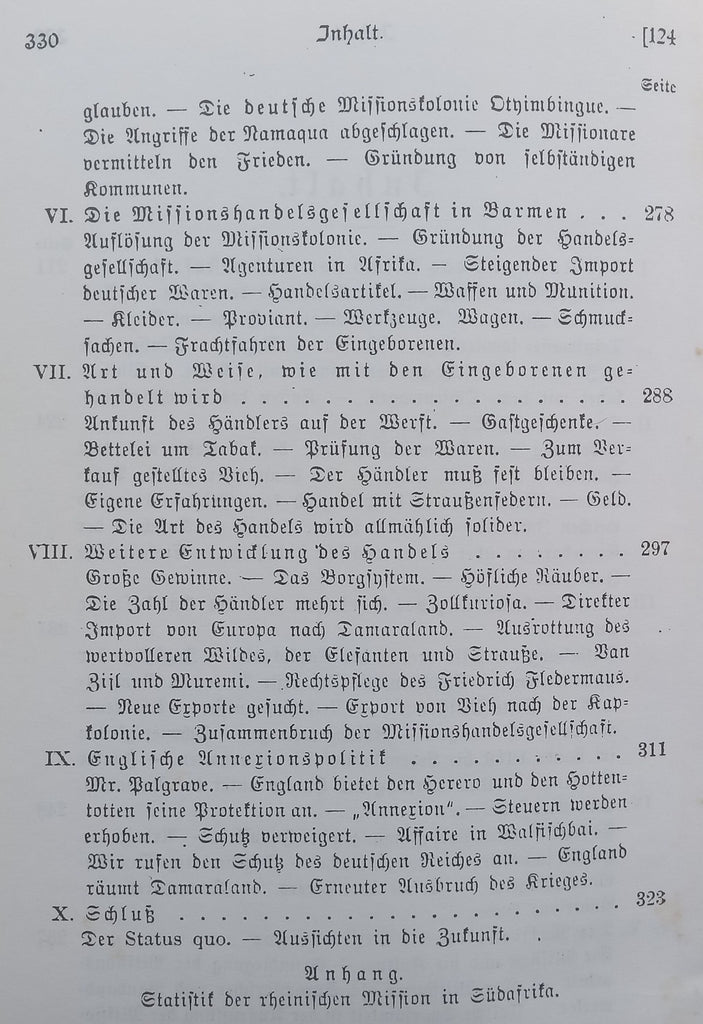 330 Inhalt. [124
Seite
glauben. — Die deutsche Missionskolonie Otyimbingue. —
Die Angriffe der Namaqua abgeschlagen. — Die Missionare
vermitteln den Frieden. — Gründung von selbständigen
Kommunen.
VI. Die Missionshandelsgesellschaft in Barmen . . . 278
Auflösung der Missionskolonie. — Gründung der Handels-
gesellschaft. — Agenturen in Afrika. — Steigender Import
deutscher Waren. — Handelsartikel. — Waffen und Munition.
— Kleider. — Proviant. — Werkzeuge. Wagen. — Schmuck-
sachen. — Frachtfahren der Eingeborenen.
VII. Art und Weise, wie mit den Eingeborenen ge-
handelt wird . . . . . . . . . . . . . . . . . . 288
Ankunft des Händlers auf der Werft. — Gastgeschenke. —
Bettelei um Tabak. — Prüfung der Waren. — Zum Ver-
kauf gestelltes Vieh. — Der Händler muß fest bleiben. —
Eigene Erfahrungen. — Handel mit Straußenfedern. — Geld.
— Die Art des Handels wird allmählich solider.
VIII. Weitere Entwicklung des Handels . . . . . . . . 297
Große Gewinne. — Das Borgsystem. — Höfliche Räuber. —
Die Zahl der Händler mehrt sich. — Zollkuriosa. — Direkter
Import von Europa nach Damaraland. — Ausrottung des
wertvolleren Wildes, der Elefanten und Strauße. — Van
Zijl und Muremi. — Rechtspflege des Friedrich Fledermaus.
— Neue Exporte gesucht. — Export von Vieh nach der Kap-
kolonie. — Zusammenbruch der Missionshandelsgesellschaft.
IX. Englische Annexionspolitik . . . . . . . . . . . 311
Mr. Palgrave. — England bietet den Herero und den Hotten-
totten seine Protektion an. — „Annexion“. — Steuern werden
erhoben. — Schutz verweigert. — Affaire in Walfischbai. —
Wir rufen den Schutz des deutschen Reiches an. — England
räumt Damaraland. — Erneuter Ausbruch des Krieges.
X. Schluß . . . . . . . . . . . . . . . . . . . . 323
Der Status quo. — Aussichten in die Zukunft.
Anhang.
Statistik der rheinischen Mission in Südafrika.